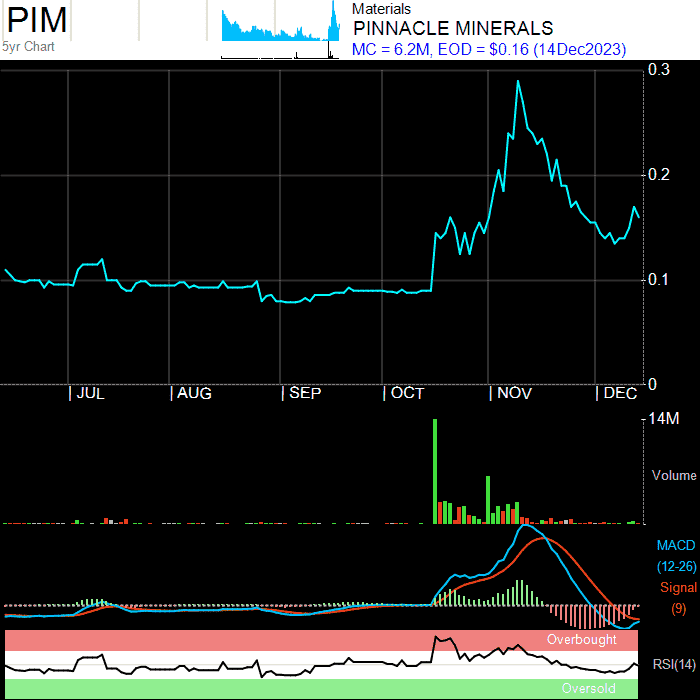 PIM
5yr Chart
Materials
PINNACLE MINERALS
MC = 6.2M, EOD = $0.16 (14Dec2023)
0.3
0.2
0.1
0
| JUL | AUG | SEP | OCT | NOV | DEC
14M
Volume
MACD
(12-26)
Signal
(9)
Overbought
RSI(14)
Oversold